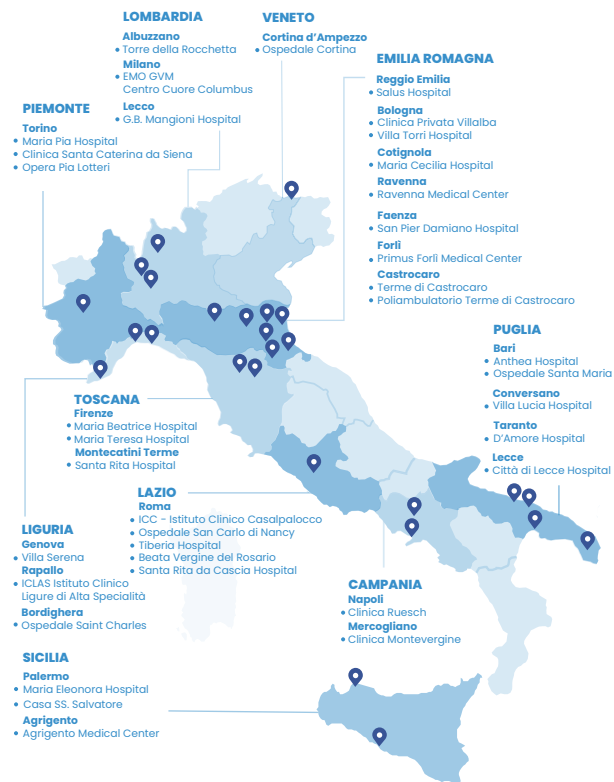 LOMBARDIA
Albuzzano
Torre della Rocchetta
Milano
EMO GVM
Centro Cuore Columbus
Lecco
G.B. Mangioni Hospital
VENETO
Cortina d’Ampezzo
Ospedale Cortina
EMILIA ROMAGNA
Reggio Emilia
Salus Hospital
Bologna
Clinica Privata Villalba
Villa Torri Hospital
Cotignola
Maria Cecilia Hospital
Ravenna
Ravenna Medical Center
Faenza
San Pier Damiano Hospital
Forlì
Primus Forlì Medical Center
Castrocaro
Terme di Castrocaro
Poliambulatorio Terme di Castrocaro
PIEMONTE
Torino
Maria Pia Hospital
Clinica Santa Caterina da Siena
Opera Pia Lotteri
PUGLIA
Bari
Anthea Hospital
Ospedale Santa Maria
Conversano
Villa Lucia Hospital
Taranto
D’Amore Hospital
Lecce
Città di Lecce Hospital
TOSCANA
Firenze
Maria Beatrice Hospital
Maria Teresa Hospital
Montecatini Terme
Santa Rita Hospital
LAZIO
Roma
ICC - Istituto Clinico Casalpalocco
Ospedale San Carlo di Nancy
Tiberia Hospital
Beata Vergine del Rosario
Santa Rita da Cascia Hospital
LIGURIA
Genova
Villa Serena
Rapallo
ICLAS Istituto Clinico
Ligure di Alta Specialità
Bordighera
Ospedale Saint Charles
CAMPANIA
Napoli
Clinica Ruesch
Mercogliano
Clinica Montevergine
SICILIA
Palermo
Maria Eleonora Hospital
Casa SS. Salvatore
Agrigento
Agrigento Medical Center